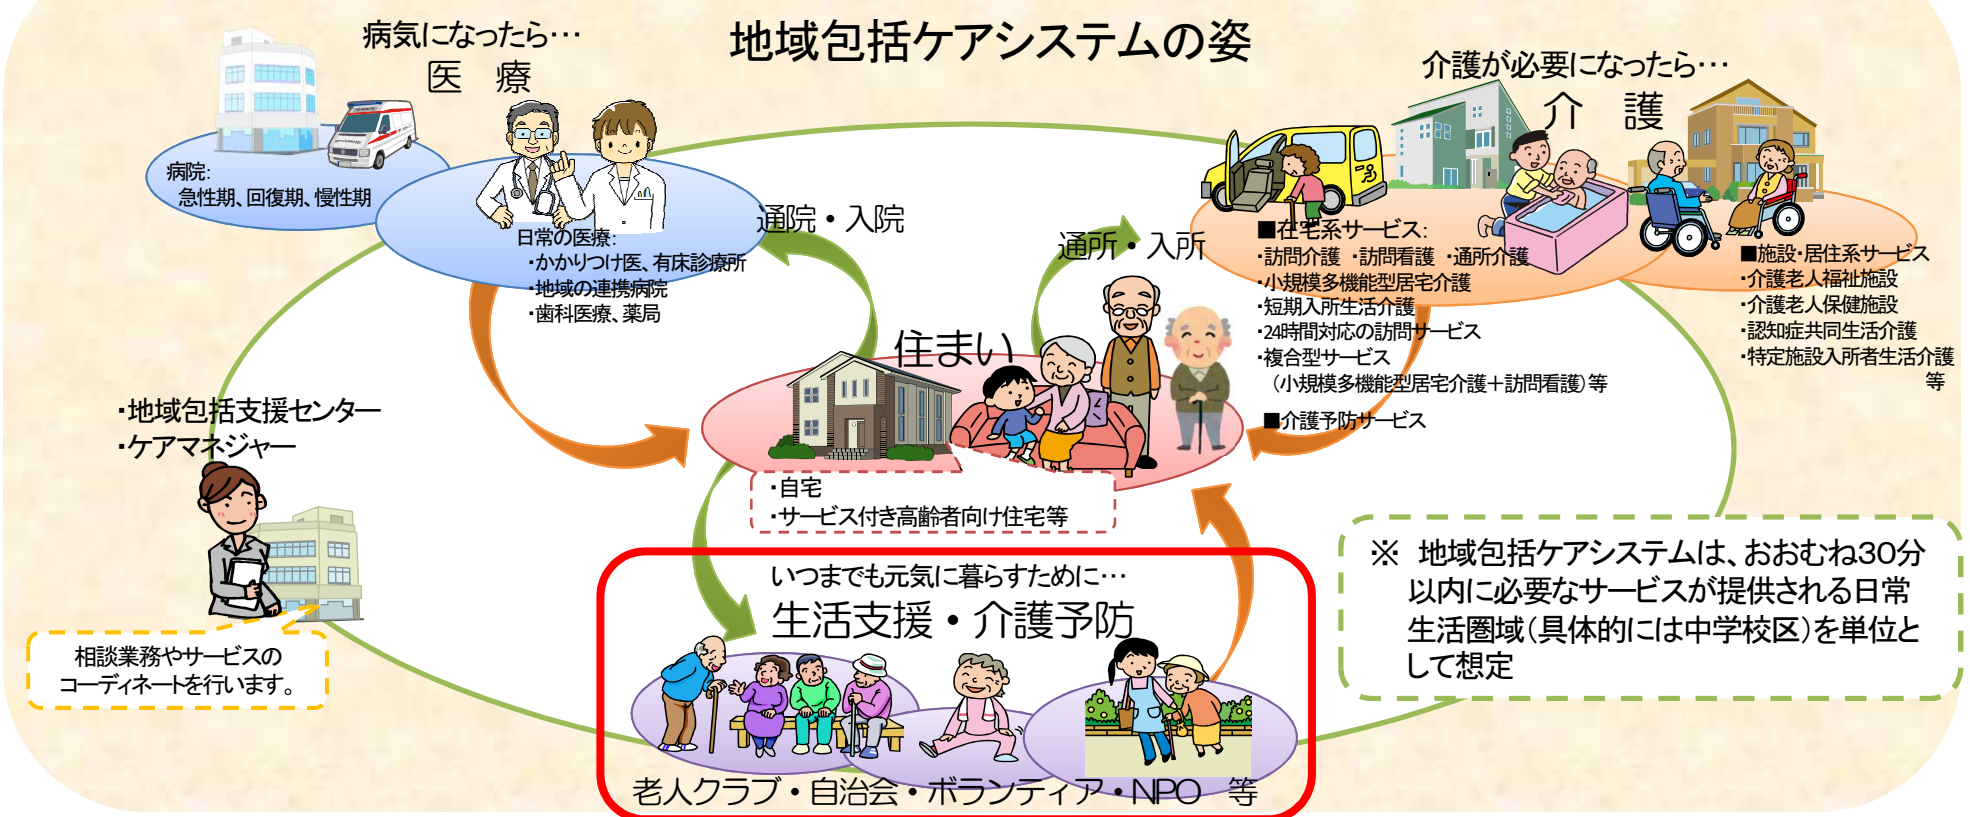 地域包括ケアシステムの姿
病気になったら…
医　療
病院:
急性期、回復期、慢性期
日常の医療:
・かかりつけ医、有床診療所
・地域の連携病院
・歯科医療、薬局
通院・入院
通所・入所
介護が必要になったら…
介　護
■在宅系サービス:
・訪問介護 ・訪問看護 ・通所介護
・小規模多機能型居宅介護
・短期入所生活介護
・24時間対応の訪問サービス
・複合型サービス
（小規模多機能型居宅介護＋訪問看護）等
■介護予防サービス
■施設・居住系サービス
・介護老人福祉施設
・介護老人保健施設
・認知症共同生活介護
・特定施設入所者生活介護
等
住まい
・自宅
・サービス付き高齢者向け住宅等
・地域包括支援センター
・ケアマネジャー
相談業務やサービスの
コーディネートを行います。
いつまでも元気に暮らすために…
生活支援・介護予防
老人クラブ・自治会・ボランティア・NPO　等
※　地域包括ケアシステムは、おおむね30分
以内に必要なサービスが提供される日常
生活圏域（具体的には中学校区）を単位と
して想定